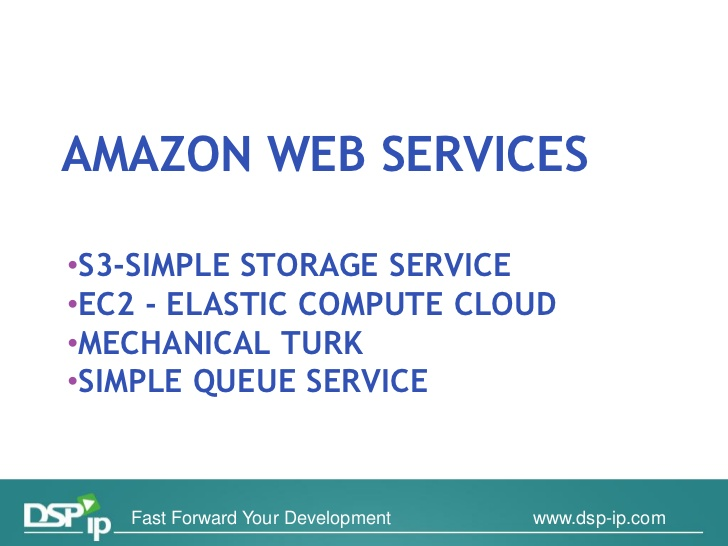 AMAZON WEB SERVICES
•S3-SIMPLE STORAGE SERVICE
•EC2 - ELASTIC COMPUTE CLOUD
•MECHANICAL TURK
•SIMPLE QUEUE SERVICE
DSP ip Fast Forward Your Development www.dsp-ip.com